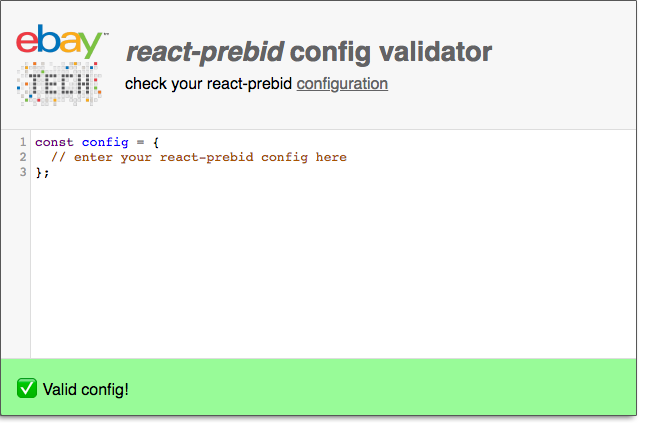 ebay™
TECH
react-prebid config validator
check your react-prebid configuration
1 const config = {
2   // enter your react-prebid config here
3 };
Valid config!